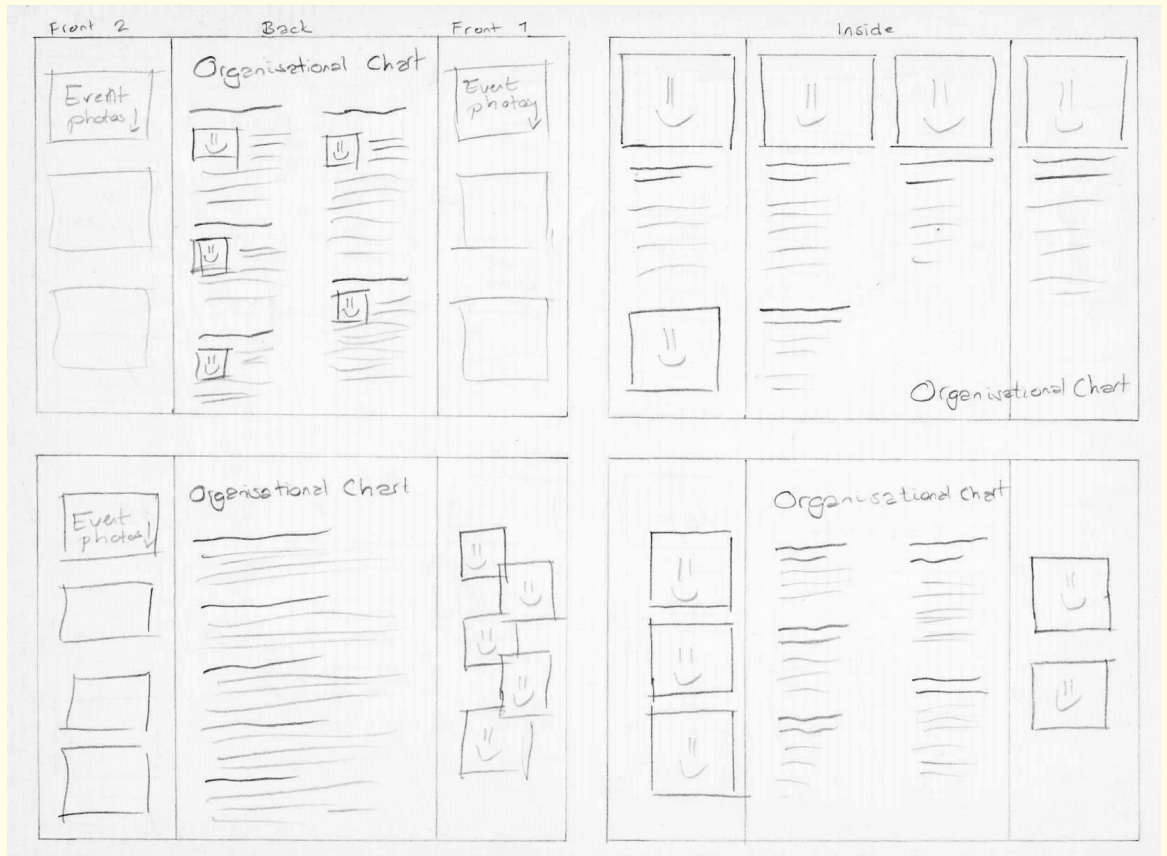 Front 2
Back
Front 1
Inside
Organisational Chart
Event
photos
Event
photos
Organisational Chart
Event
photos
Organisational Chart
Organisational Chart